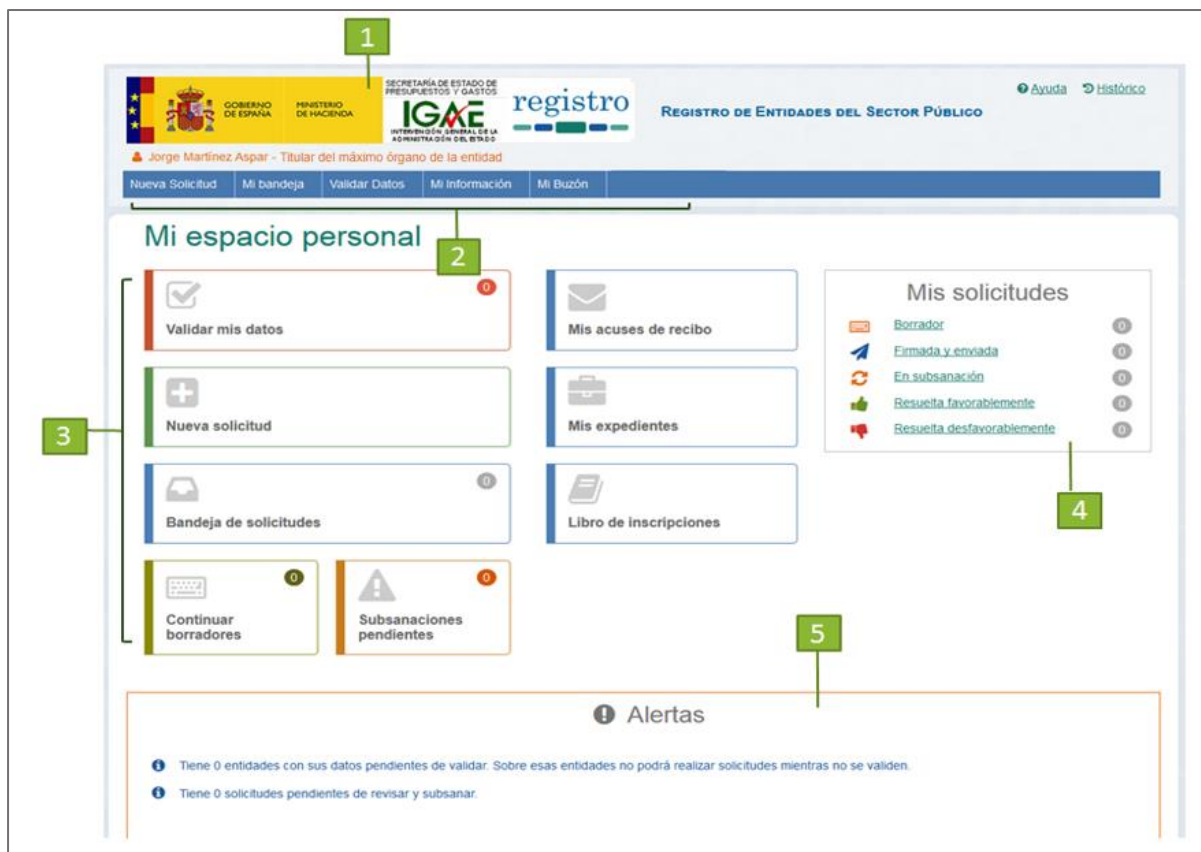 1
GOBIERNO
DE ESPAÑA
MINISTERIO
DE HACIENDA
SECRETARÍA DE ESTADO DE
PRESUPUESTOS Y GASTOS
IGAE
INTERVENCIÓN GENERAL DE LA
ADMINISTRACIÓN DEL ESTADO
registro
REGISTRO DE ENTIDADES DEL SECTOR PÚBLICO
Ayuda Histórico
Jorge Martínez Aspar - Titular del máximo órgano de la entidad
Nueva Solicitud Mi bandeja Validar Datos Mi Información Mi Buzón
2
Mi espacio personal
3
0
Validar mis datos
Nueva solicitud
0
Bandeja de solicitudes
0
Continuar
borradores
0
Subsanaciones
pendientes
Mis acuses de recibo
Mis expedientes
Libro de inscripciones
Mis solicitudes
Borrador 0
Firmada y enviada 0
En subsanación 0
Resuelta favorablemente 0
Resuelta desfavorablemente 0
4
5
Alertas
Tiene 0 entidades con sus datos pendientes de validar. Sobre esas entidades no podrá realizar solicitudes mientras no se validen.
Tiene 0 solicitudes pendientes de revisar y subsanar.